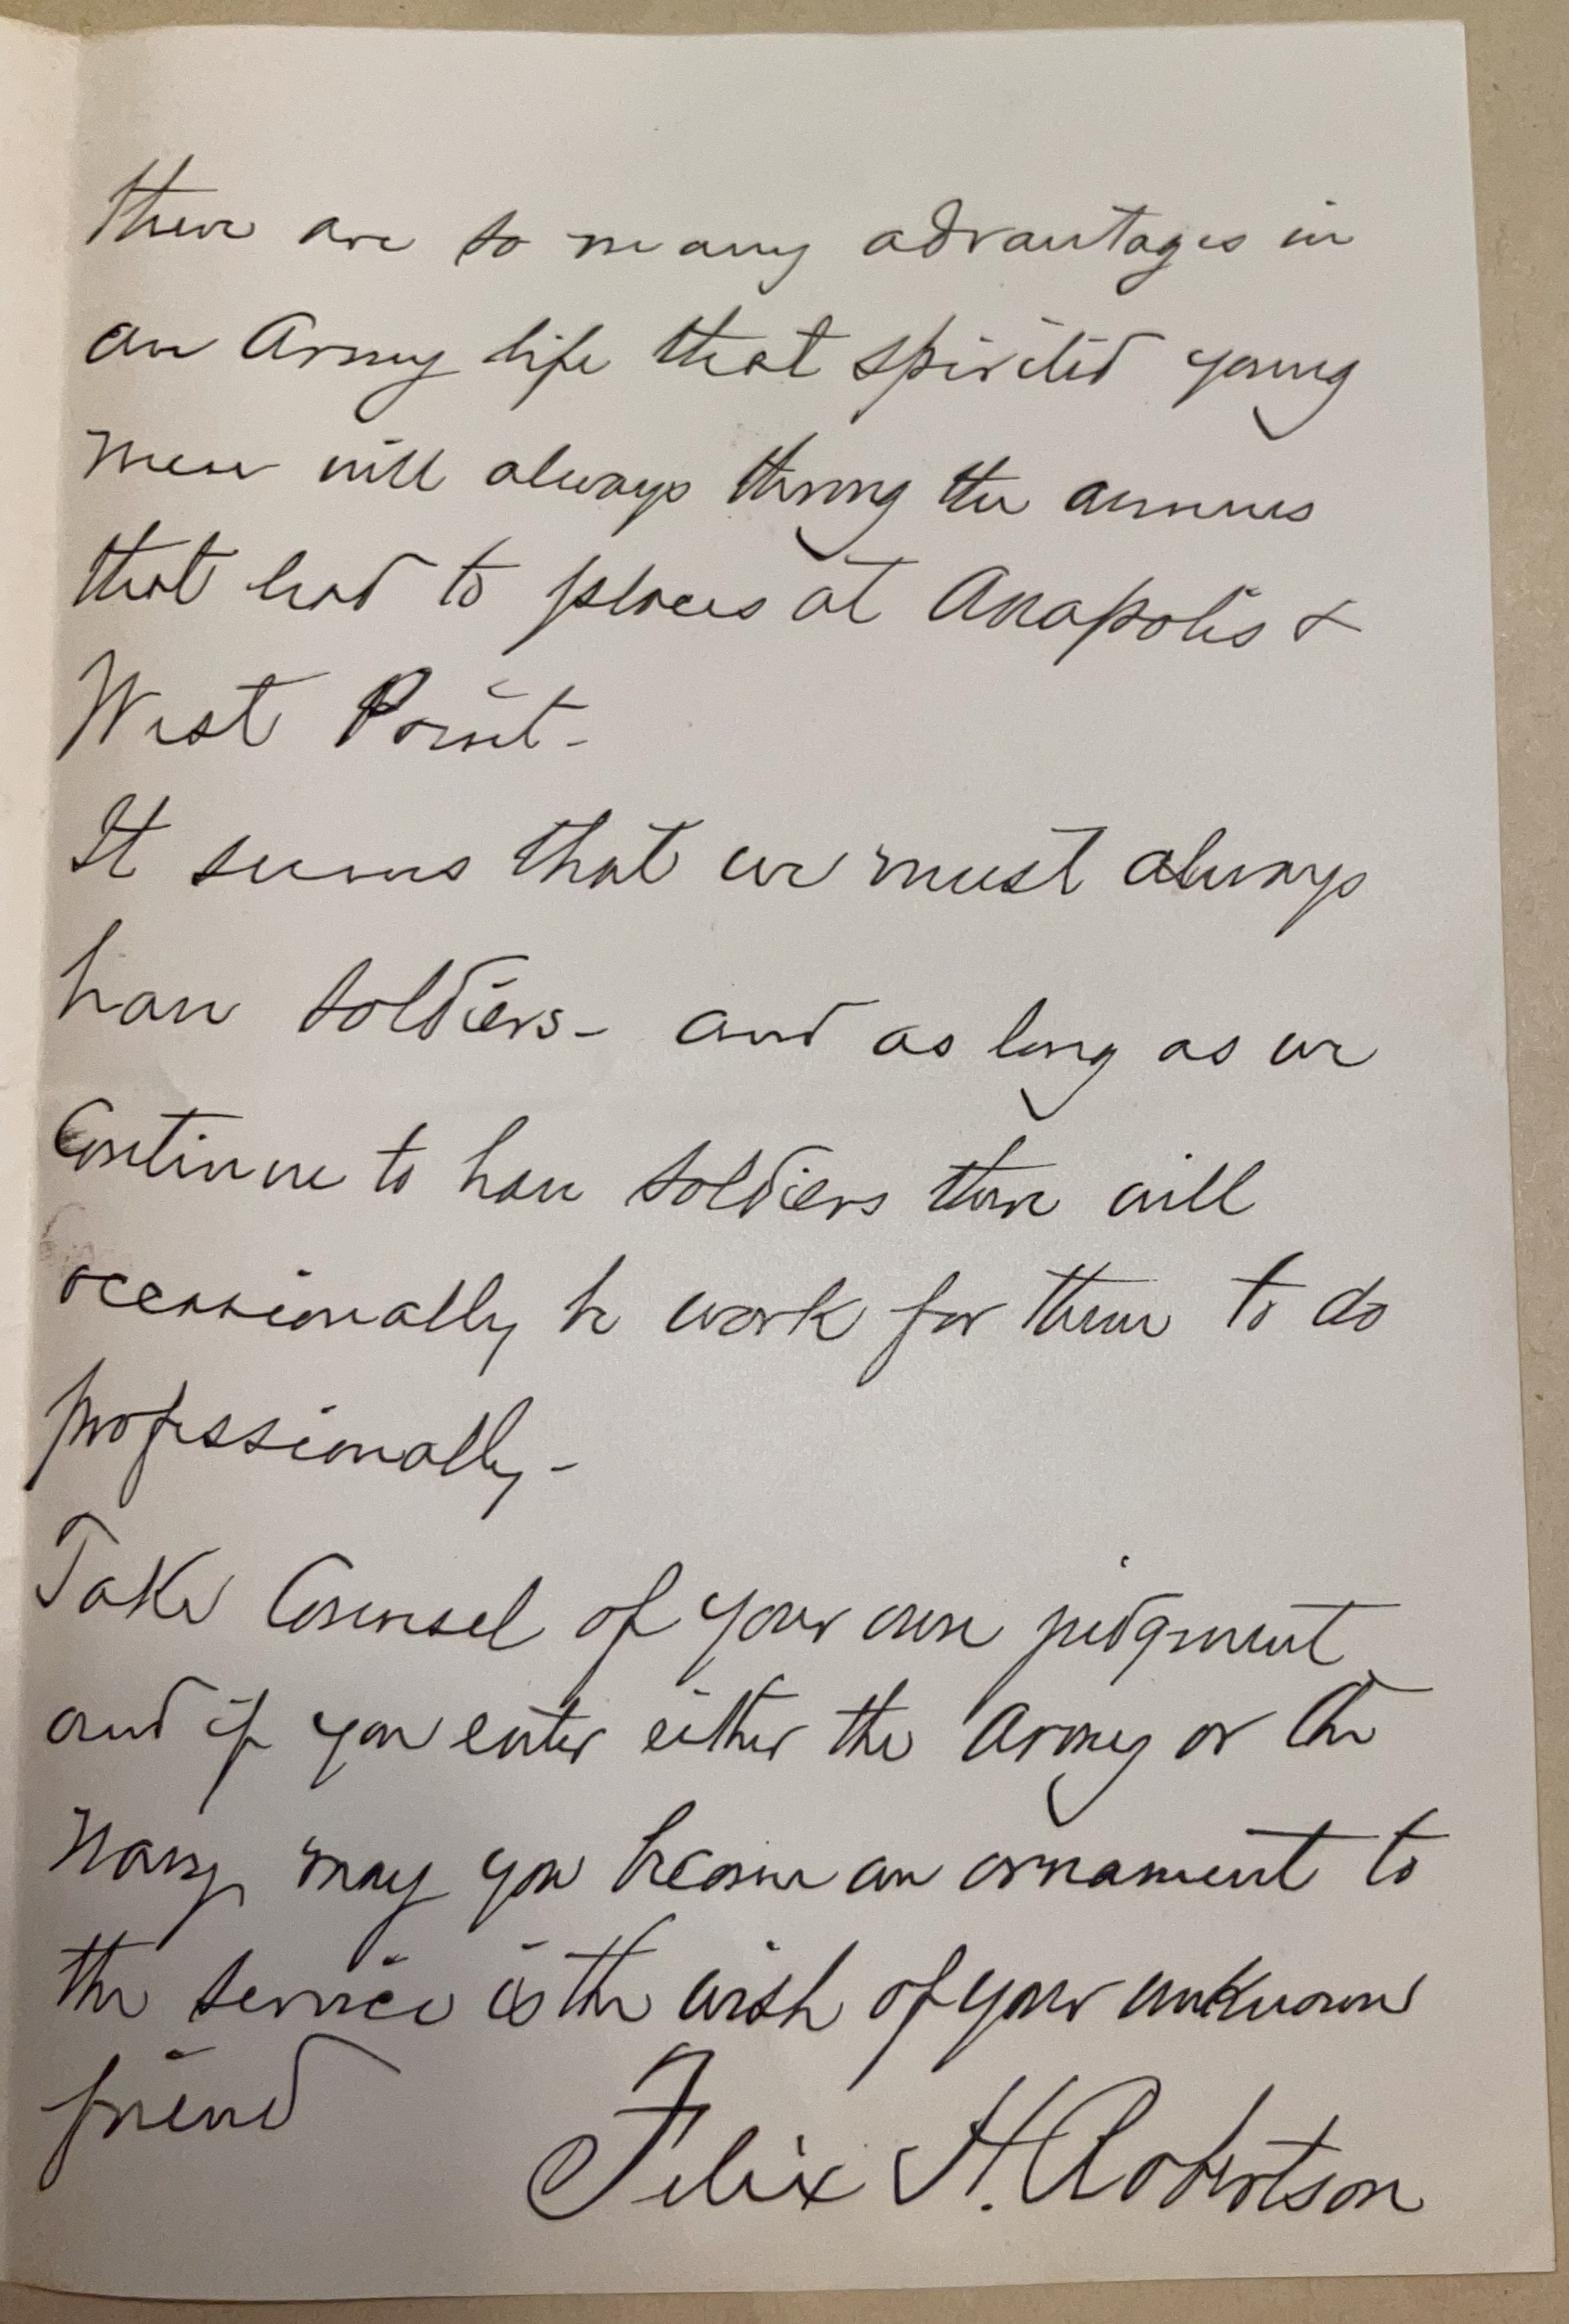 there are so many advantages in
an Army life that spirited young
men will always throng the avenues
that lead to places at Anapolis &
West Point -
It seems that we must always
have soldiers - and as long as we
Continue to have soldiers there will
occassionally be work for them to do
professionally -
Take Counsel of your own judgment
and if you enter either the Army or the
Navy, may you become an ornament to
the service is the wish of your unknown
friend
Felix H. Robertson